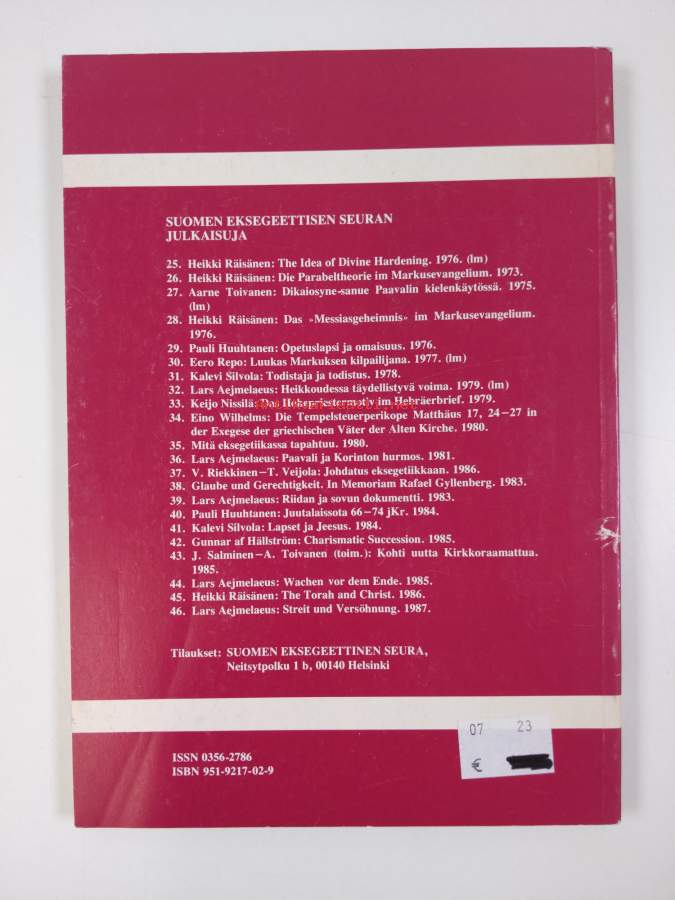 SUOMEN EKSEGEETTISEN SEURAN
JULKAISUJA
25. Heikki Räisänen: The Idea of Divine Hardening. 1976. (lm)
26. Heikki Räisänen: Die Parabeltheorie im Markusevangelium. 1973.
27. Aarne Toivanen: Dikaiosyne-sanue Paavalin kielenkäytössä. 1975.
(lm)
28. Heikki Räisänen: Das »Messiasgeheimnis» im Markusevangelium.
1976.
29. Pauli Huuhtanen: Opetuslapsi ja omaisuus. 1976.
30. Eero Repo: Luukas Markuksen kilpailijana. 1977. (lm)
31. Kalevi Silvola: Todistaja ja todistus. 1978.
32. Lars Aejmelaeus: Heikkoudessa täydellistyvä voima. 1979. (lm)
33. Keijo Nissilä: Das Hohepriestermotiv im Hebräerbrief. 1979.
34. Eino Wilhelms: Die Tempelsteuerperikope Matthäus 17, 24–27 in
der Exegese der griechischen Väter der Alten Kirche. 1980.
35. Mitä eksegetiikassa tapahtuu. 1980.
36. Lars Aejmelaeus: Paavali ja Korinton hurmos. 1981.
37. V. Riekkinen–T. Veijola: Johdatus eksegetiikkaan. 1986.
38. Glaube und Gerechtigkeit. In Memoriam Rafael Gyllenberg. 1983.
39. Lars Aejmelaeus: Riidan ja sovun dokumentti. 1983.
40. Pauli Huuhtanen: Juutalaissota 66–74 jKr. 1984.
41. Kalevi Silvola: Lapset ja Jeesus. 1984.
42. Gunnar af Hällström: Charismatic Succession. 1985.
43. J. Salminen–A. Toivanen (toim.): Kohti uutta Kirkkoraamattua.
1985.
44. Lars Aejmelaeus: Wachen vor dem Ende. 1985.
45. Heikki Räisänen: The Torah and Christ. 1986.
46. Lars Aejmelaeus: Streit und Versöhnung. 1987.
Tilaukset: SUOMEN EKSEGEETTINEN SEURA,
Neitsytpolku 1 b, 00140 Helsinki
ISSN 0356-2786
ISBN 951-9217-02-9
07 23
€